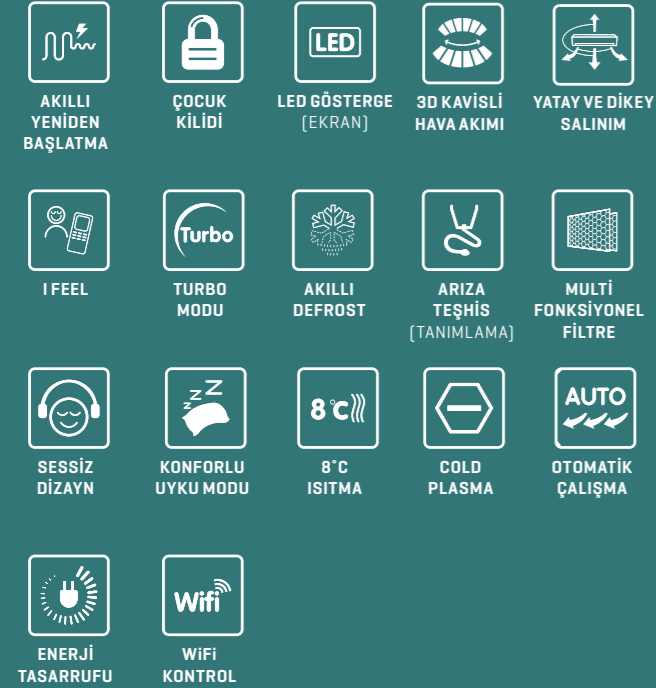 AKILLI
YENİDEN
BAŞLATMA
ÇOCUK
KİLİDİ
LED
LED GÖSTERGE
(EKRAN)
3D KAVİSLİ
HAVA AKIMI
YATAY VE DİKEY
SALINIM
I FEEL
Turbo
TURBO
MODU
AKILLI
DEFROST
ARIZA
TEŞHİS
(TANIMLAMA)
MULTİ
FONKSİYONEL
FİLTRE
SESSİZ
DİZAYN
z Z Z
KONFORLU
UYKU MODU
8°C
8°C
ISITMA
COLD
PLASMA
AUTO
OTOMATİK
ÇALIŞMA
ENERJİ
TASARRUFU
Wifi
WiFi
KONTROL